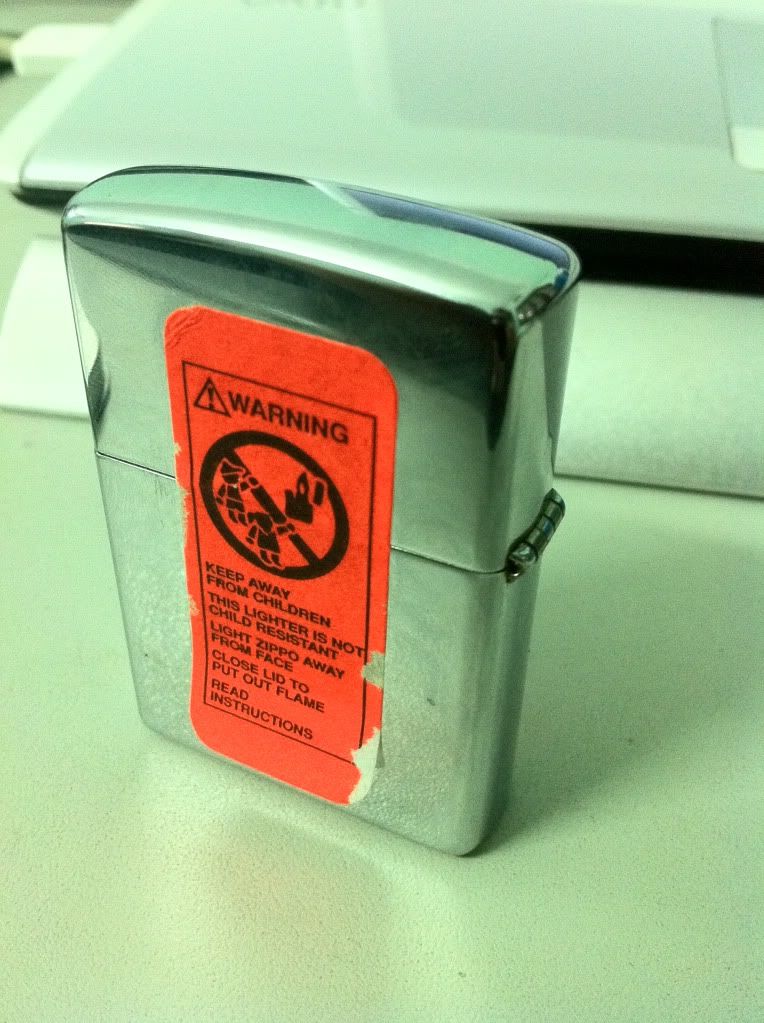 WARNING
KEEP AWAY
FROM CHILDREN
THIS LIGHTER IS NOT
CHILD RESISTANT
LIGHT ZIPPO AWAY
FROM FACE
CLOSE LID TO
PUT OUT FLAME
READ
INSTRUCTIONS